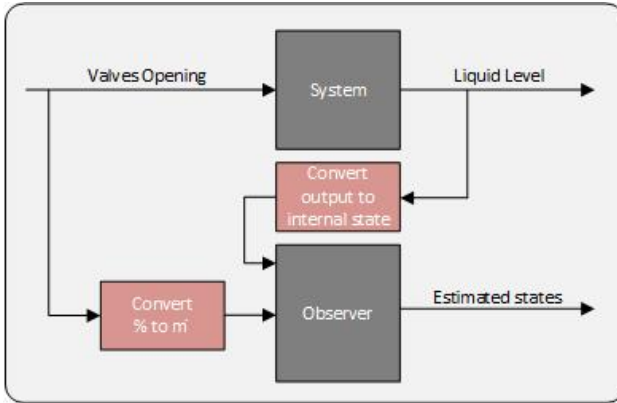 Valves Opening
System
Liquid Level
Convert
output to
internal state
Convert
% to ṁ
Observer
Estimated states